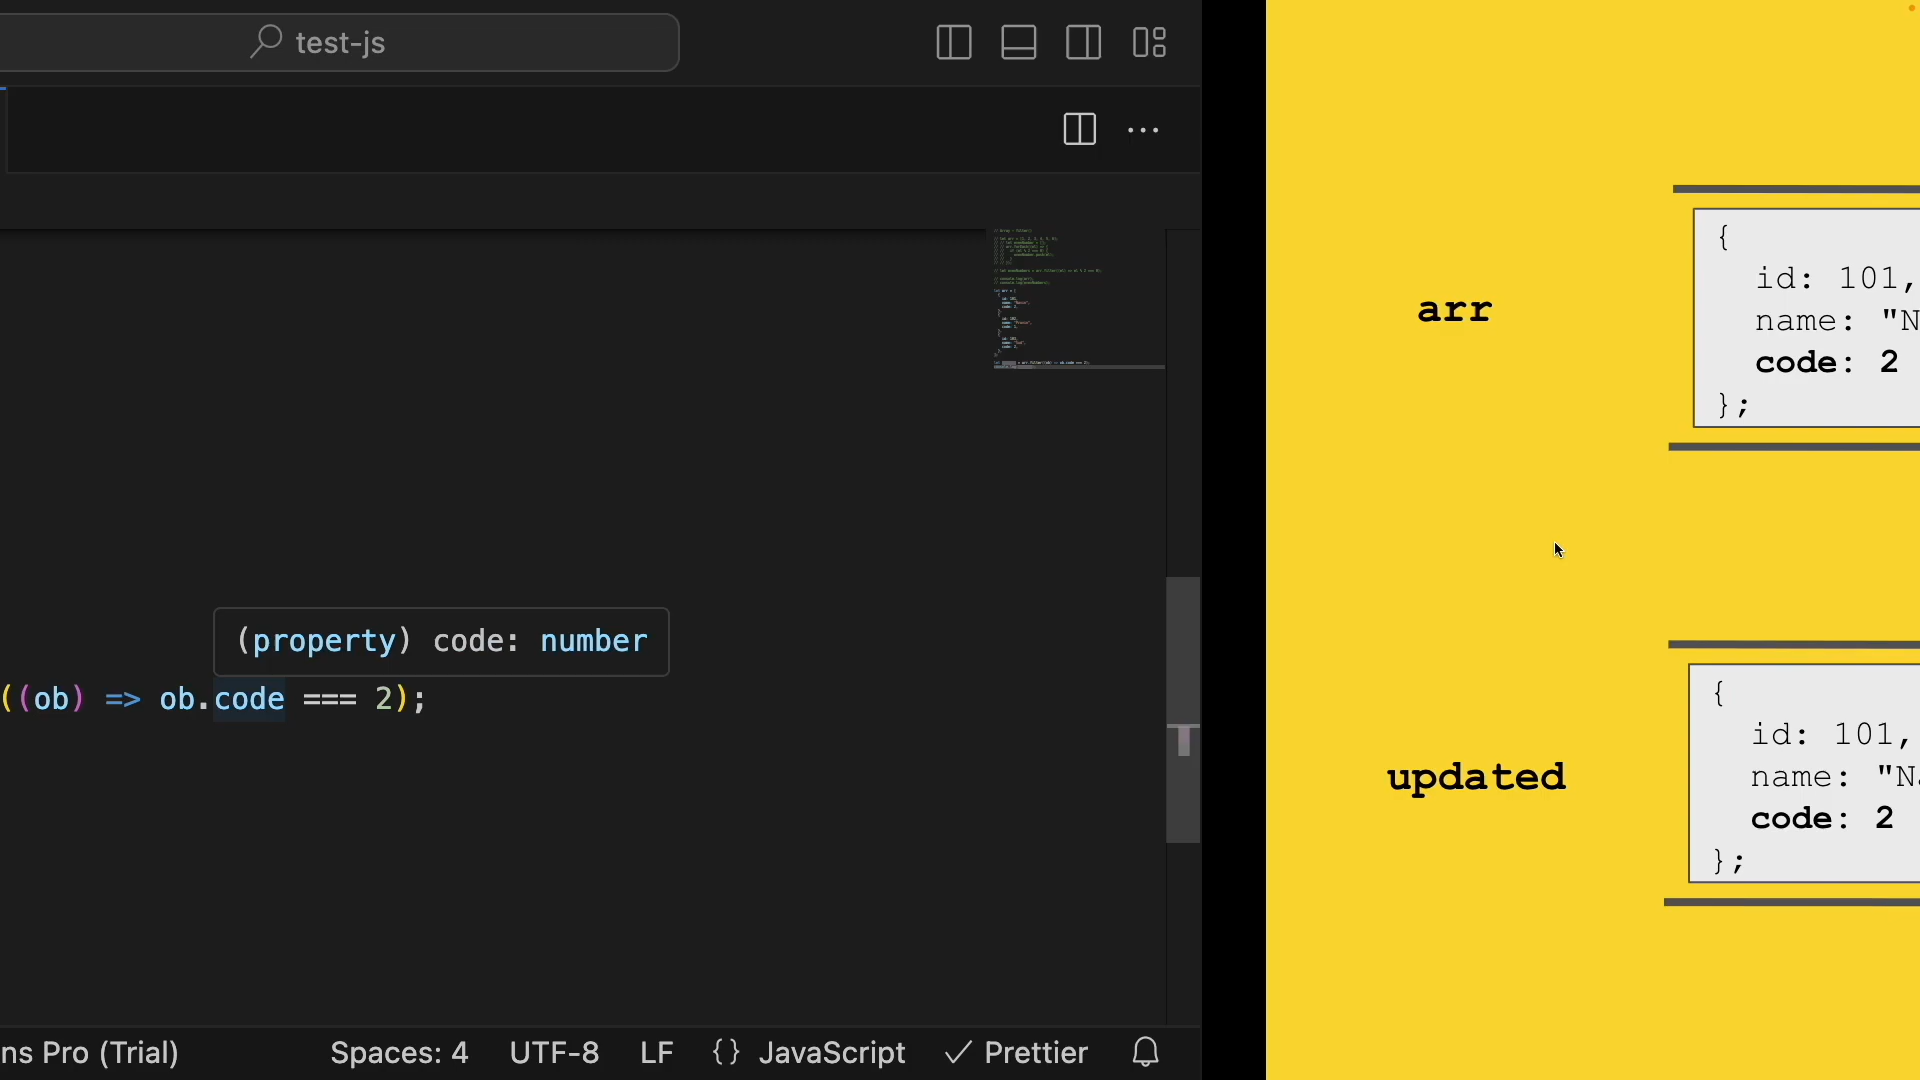 test-js
(property) code: number
((ob) => ob.code === 2);
ns Pro (Trial)
Spaces: 4
UTF-8
LF
{} JavaScript
Prettier
arr
{
id: 101,
name: "N
code: 2
};
updated
{
id: 101,
name: "Na
code: 2
};